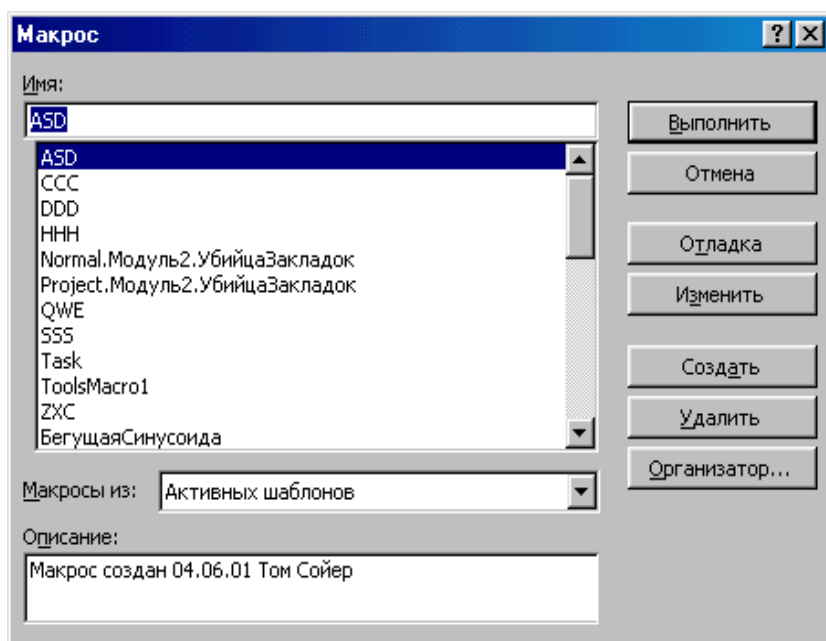 Макрос
Имя:
ASD
Выполнить
ASD
Отмена
CCC
DDD
HHH
Отладка
Normal.Модуль2.УбийцаЗакладок
Project.Модуль2.УбийцаЗакладок
Изменить
QWE
SSS
Task
Создать
ToolsMacro1
ZXC
Удалить
БегущаяСинусоида
Организатор...
Макросы из: Активных шаблонов
Описание:
Макрос создан 04.06.01 Том Сойер